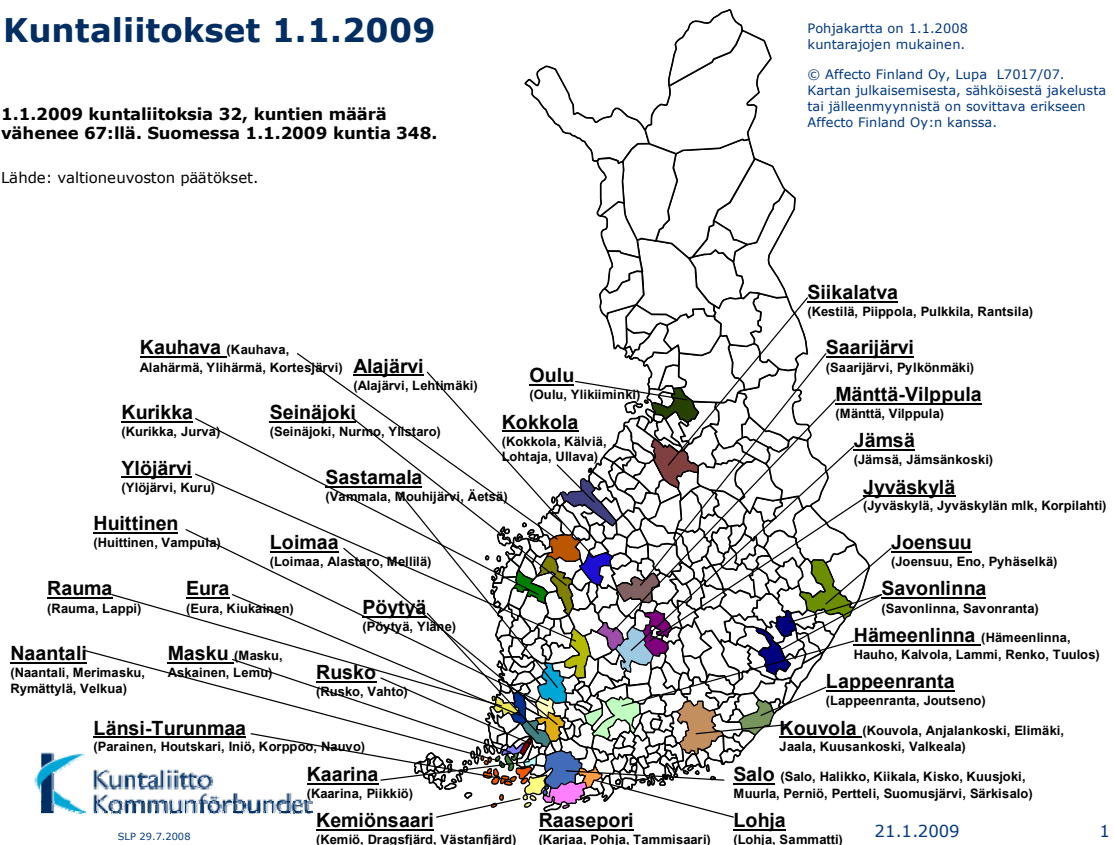 Kuntaliitokset 1.1.2009
Pohjakartta on 1.1.2008
kuntarajojen mukainen.
© Affecto Finland Oy, Lupa L7017/07.
Kartan julkaisemisesta, sähköisestä jakelusta
tai jälleenmyynnistä on sovittava erikseen
Affecto Finland Oy:n kanssa.
1.1.2009 kuntaliitoksia 32, kuntien määrä
vähenee 67:llä. Suomessa 1.1.2009 kuntia 348.
Lähde: valtioneuvoston päätökset.
Siikalatva
(Kestilä, Piippola, Pulkkila, Rantsila)
Kauhava (Kauhava,
Alahärmä, Ylihärmä, Kortesjärvi)
Alajärvi
(Alajärvi, Lehtimäki)
Oulu
(Oulu, Ylikiiminki)
Saarijärvi
(Saarijärvi, Pylkönmäki)
Mänttä-Vilppula
(Mänttä, Vilppula)
Kurikka
(Kurikka, Jurva)
Seinäjoki
(Seinäjoki, Nurmo, Ylistaro)
Kokkola
(Kokkola, Kälviä,
Lohtaja, Ullava)
Jämsä
(Jämsä, Jämsänkoski)
Ylöjärvi
(Ylöjärvi, Kuru)
Sastamala
(Vammala, Mouhijärvi, Äetsä)
Jyväskylä
(Jyväskylä, Jyväskylän mlk, Korpilahti)
Huittinen
(Huittinen, Vampula)
Loimaa
(Loimaa, Alastaro, Mellilä)
Joensuu
(Joensuu, Eno, Pyhäselkä)
Rauma
(Rauma, Lappi)
Eura
(Eura, Kiukainen)
Pöytyä
(Pöytyä, Yläne)
Savonlinna
(Savonlinna, Savonranta)
Hämeenlinna (Hämeenlinna,
Hauho, Kalvola, Lammi, Renko, Tuulos)
Naantali
(Naantali, Merimasku,
Rymättylä, Velkua)
Masku (Masku,
Askainen, Lemu)
Rusko
(Rusko, Vahto)
Lappeenranta
(Lappeenranta, Joutseno)
Länsi-Turunmaa
(Parainen, Houtskari, Iniö, Korppoo, Nauvo)
Kouvola (Kouvola, Anjalankoski, Elimäki,
Jaala, Kuusankoski, Valkeala)
Kaarina
(Kaarina, Piikkiö)
Salo (Salo, Halikko, Kiikala, Kisko, Kuusjoki,
Muurla, Perniö, Pertteli, Suomusjärvi, Särkisalo)
Kuntaliitto
Kommunförbundet
Kemiönsaari
(Kemiö, Dragsfjärd, Västanfjärd)
Raasepori
(Karjaa, Pohja, Tammisaari)
Lohja
(Lohja, Sammatti)
SLP 29.7.2008
21.1.2009
1